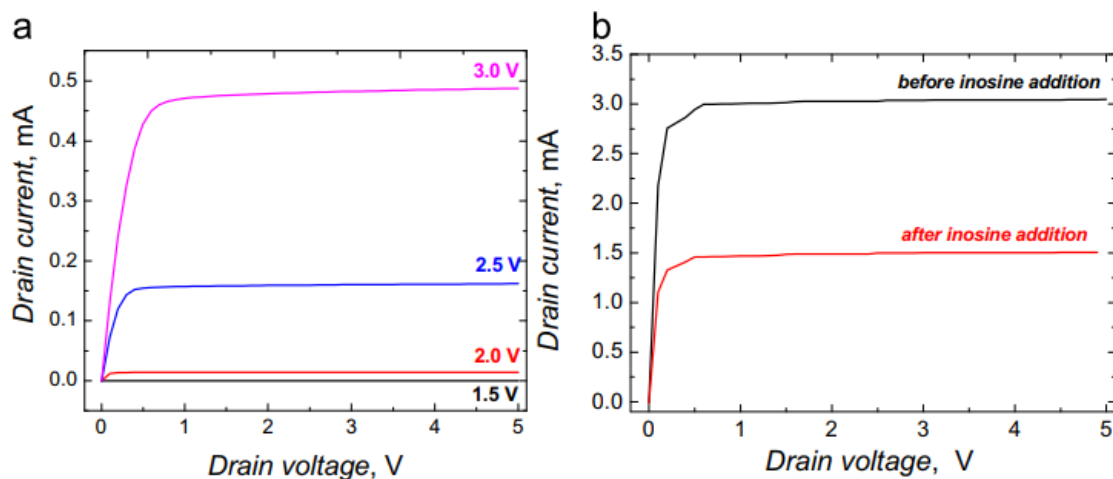 a
Drain current, mA
0.5
0.4
0.3
0.2
0.1
0.0
3.0 V
2.5 V
2.0 V
1.5 V
0 1 2 3 4 5
Drain voltage, V
b
Drain current, mA
3.5
3.0
2.5
2.0
1.5
1.0
0.5
0.0
before inosine addition
after inosine addition
0 1 2 3 4 5
Drain voltage, V